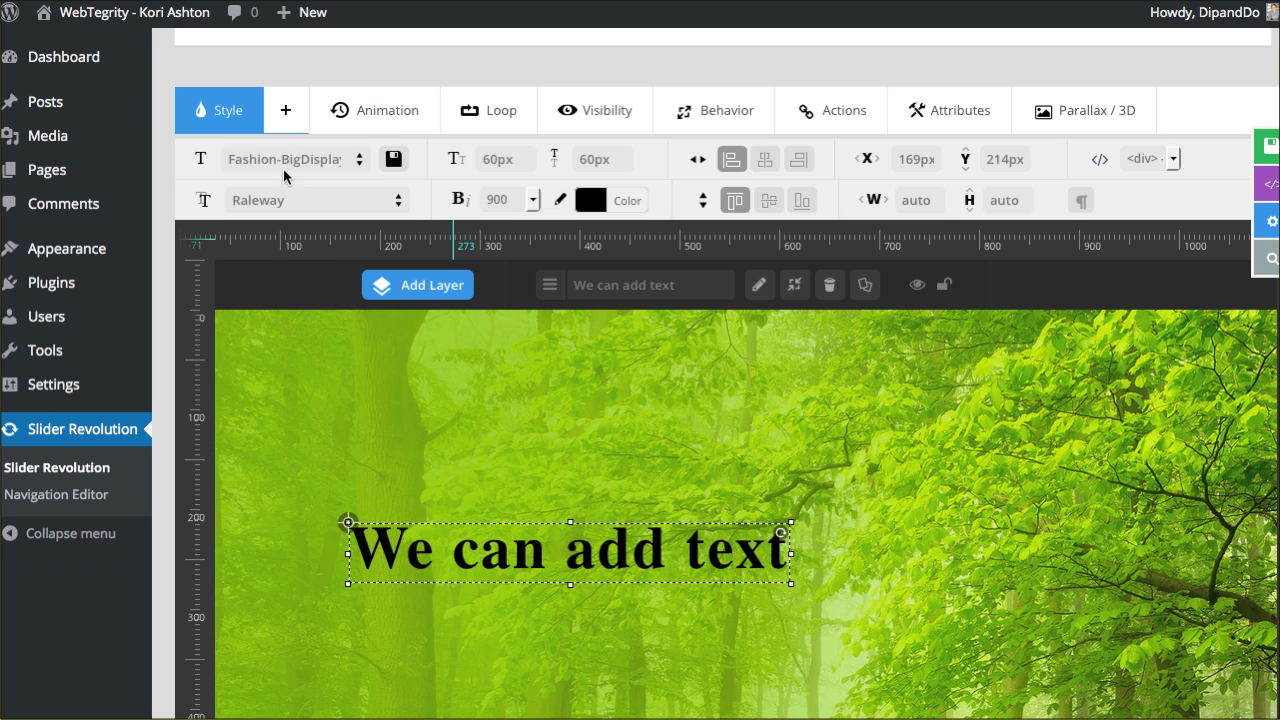 WebTegrity - Kori Ashton 0 New Howdy, DipandDo
Dashboard
Posts
Media
Pages
Comments
Appearance
Plugins
Users
Tools
Settings
Slider Revolution
Slider Revolution
Navigation Editor
Collapse menu
Style + Animation Loop Visibility Behavior Actions Attributes Parallax / 3D
Fashion-BigDisplay 60px 60px X 169px Y 214px <div>
Raleway 900 Color W auto H auto
-71 100 200 273 300 400 500 600 700 800 900 1000
Add Layer We can add text
0
100
200
300
400
We can add text